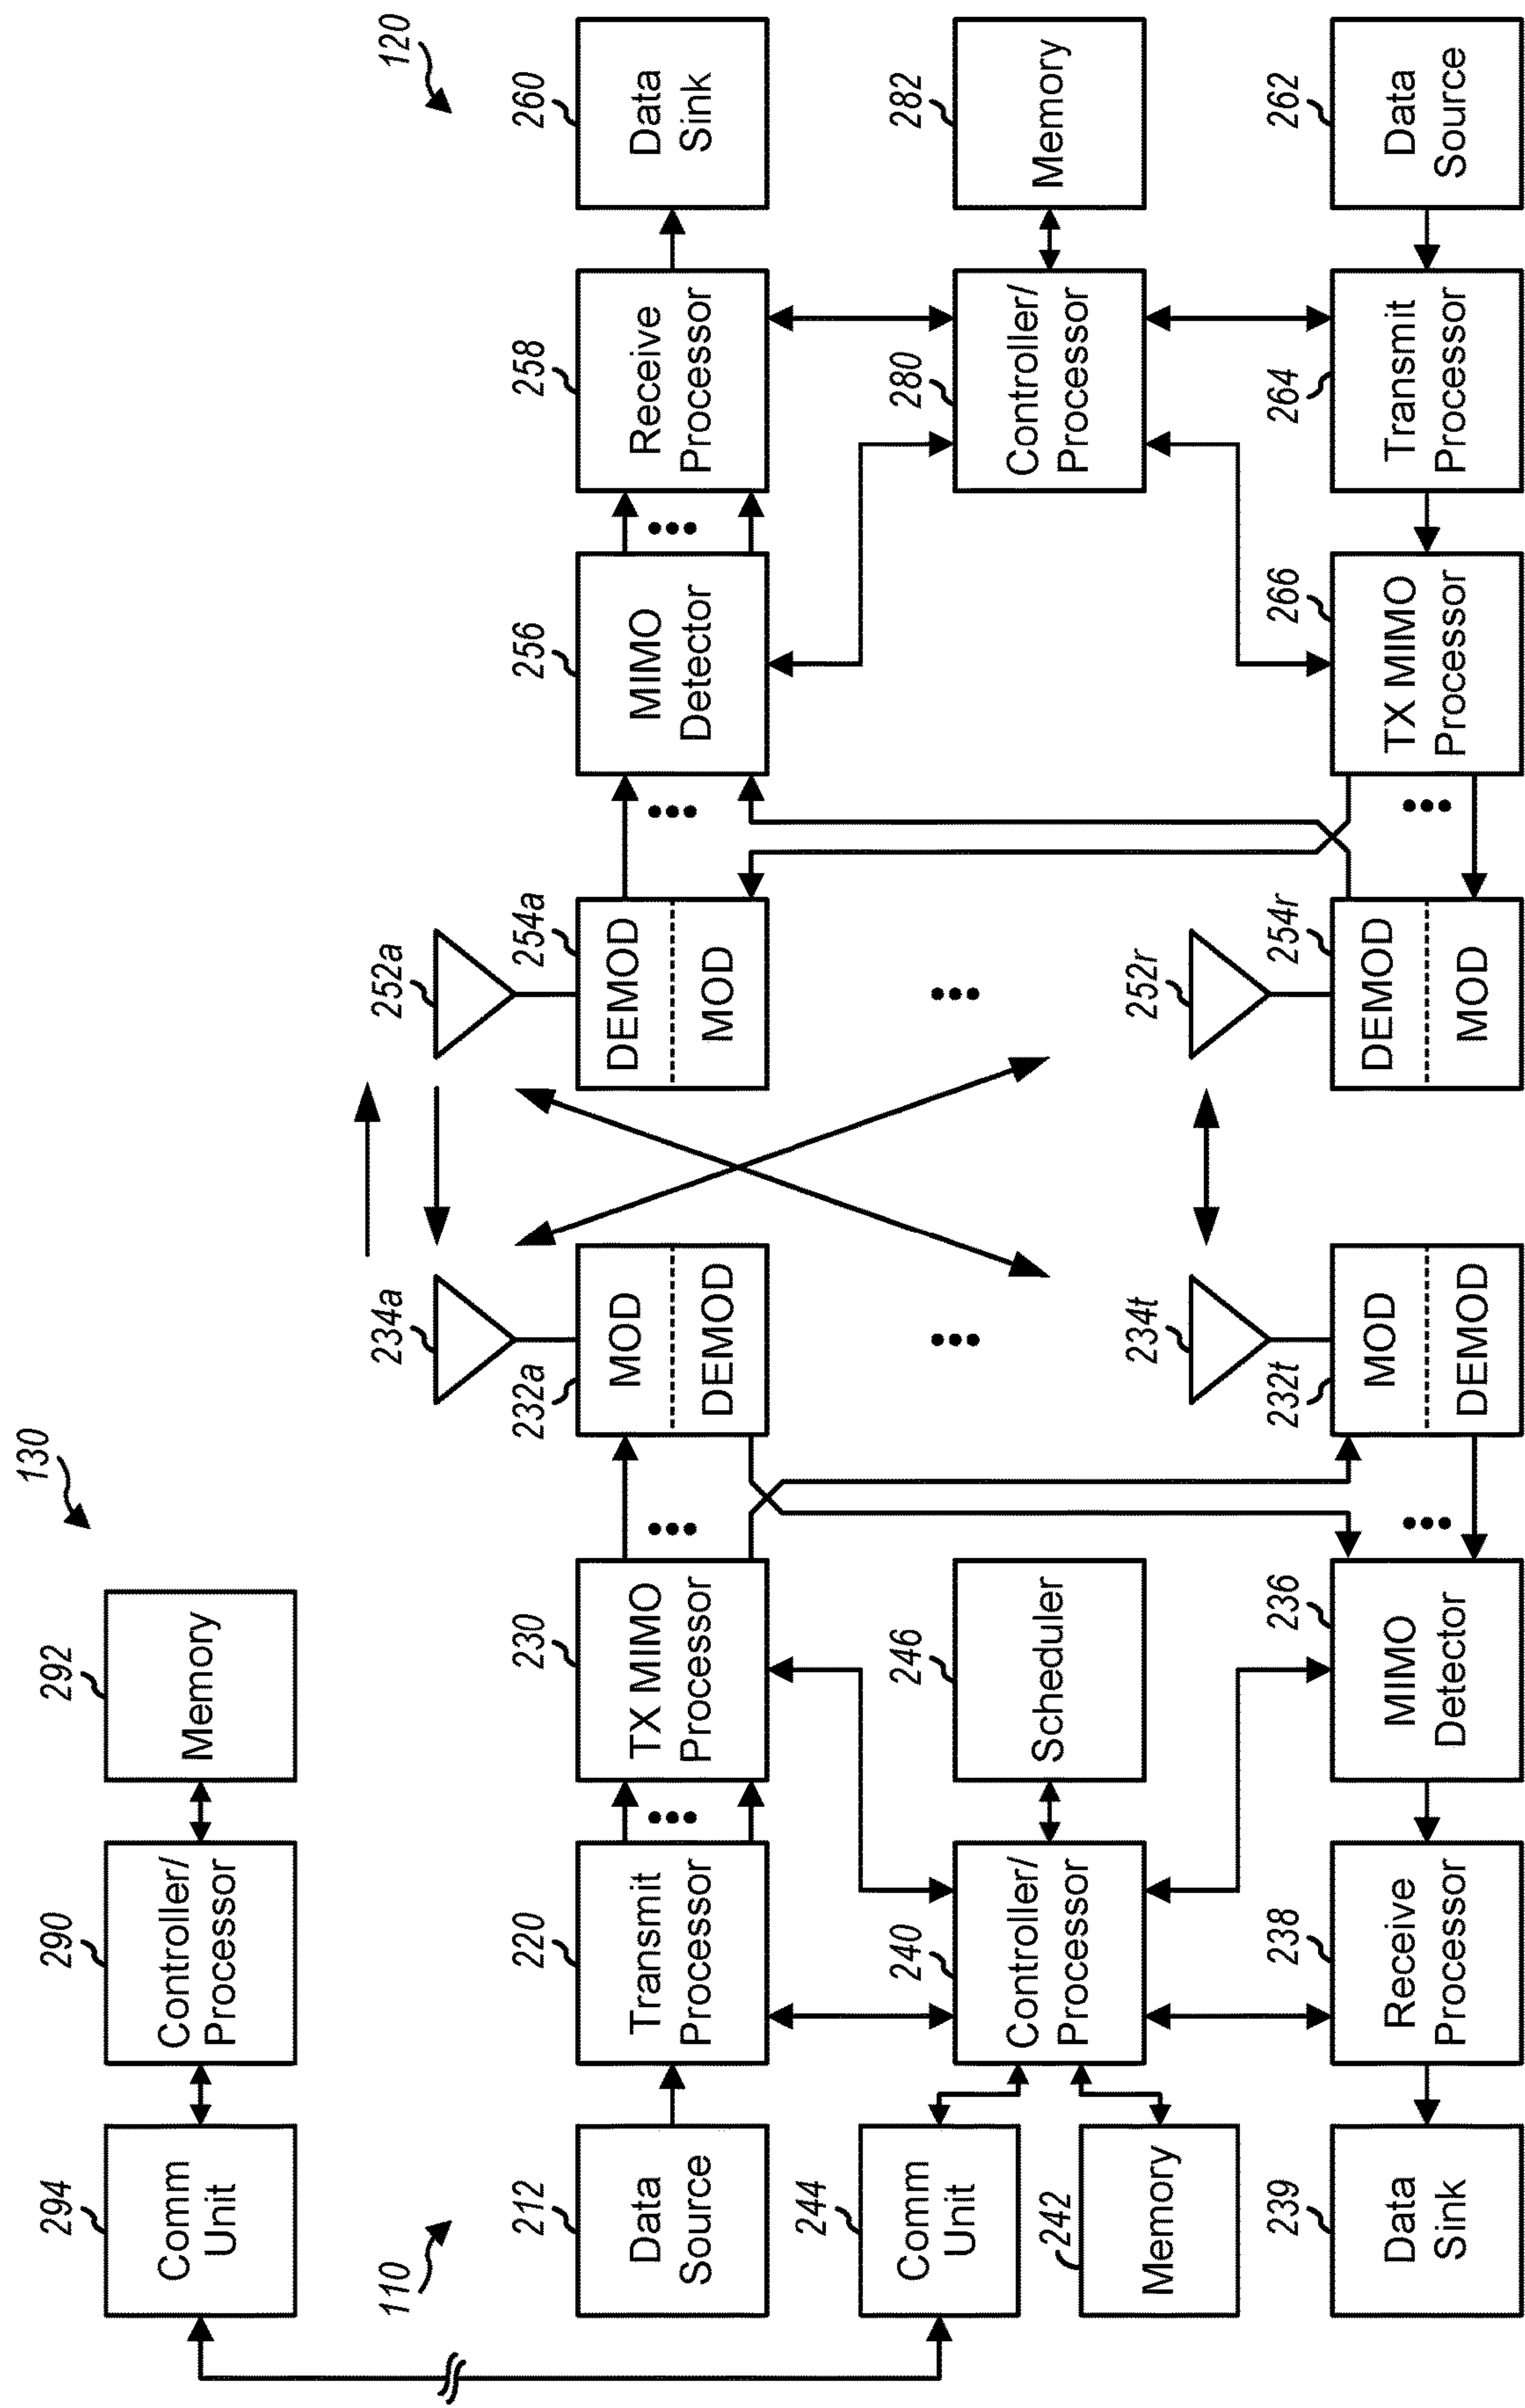 130
294
290
292
Comm
Unit
Controller/
Processor
Memory
110
120
234a
252a
212
220
230
232a
254a
256
258
260
Data
Source
Transmit
Processor
TX MIMO
Processor
MOD
DEMOD
DEMOD
MOD
MIMO
Detector
Receive
Processor
Data
Sink
244
240
246
280
282
Comm
Unit
242
Memory
Controller/
Processor
Scheduler
Controller/
Processor
Memory
234t
252r
239
238
236
232t
254r
266
264
262
Data
Sink
Receive
Processor
MIMO
Detector
MOD
DEMOD
DEMOD
MOD
TX MIMO
Processor
Transmit
Processor
Data
Source